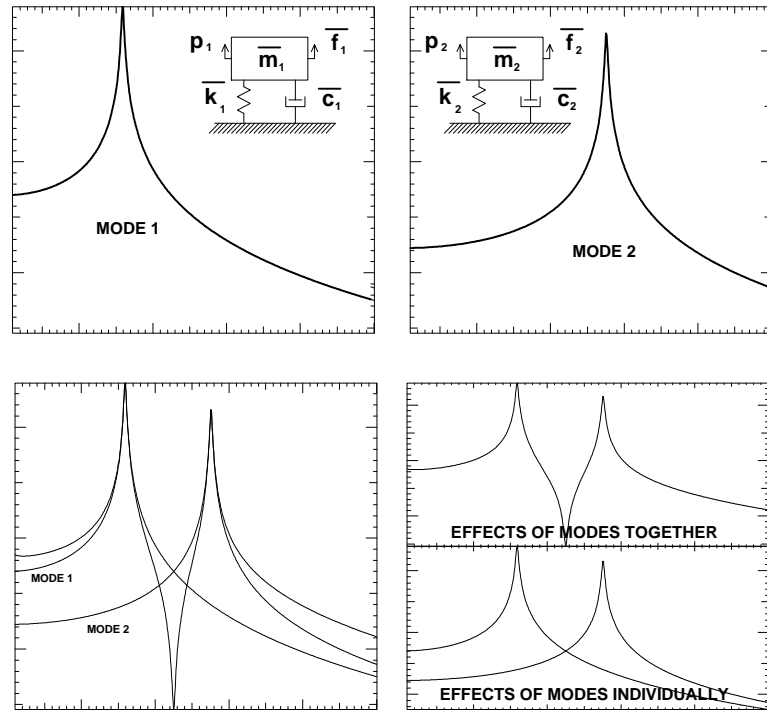 p1
m1
f1
k1
c1
MODE 1
p2
m2
f2
k2
c2
MODE 2
MODE 1
MODE 2
EFFECTS OF MODES TOGETHER
EFFECTS OF MODES INDIVIDUALLY